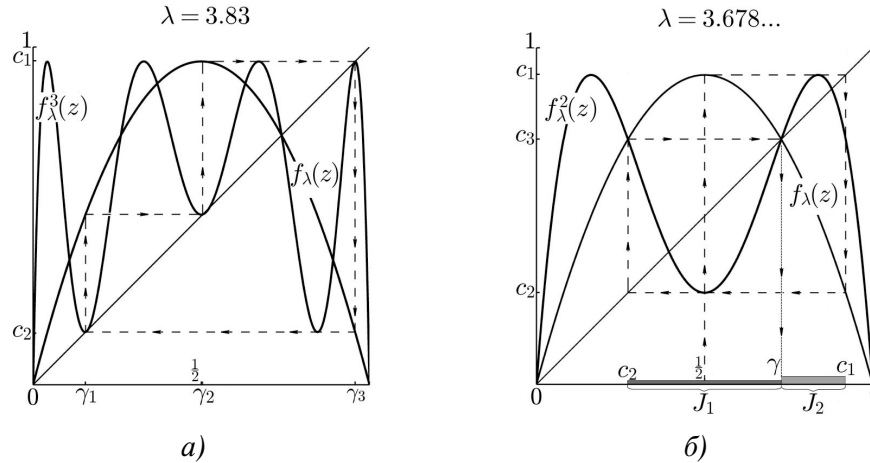 λ = 3.83
1
c₁
f³λ(z)
fλ(z)
c₂
0
γ₁
½
γ₂
γ₃
а)
λ = 3.678...
1
c₁
f²λ(z)
c₃
fλ(z)
c₂
c₂
½
γ
c₁
0
J₁
J₂
б)